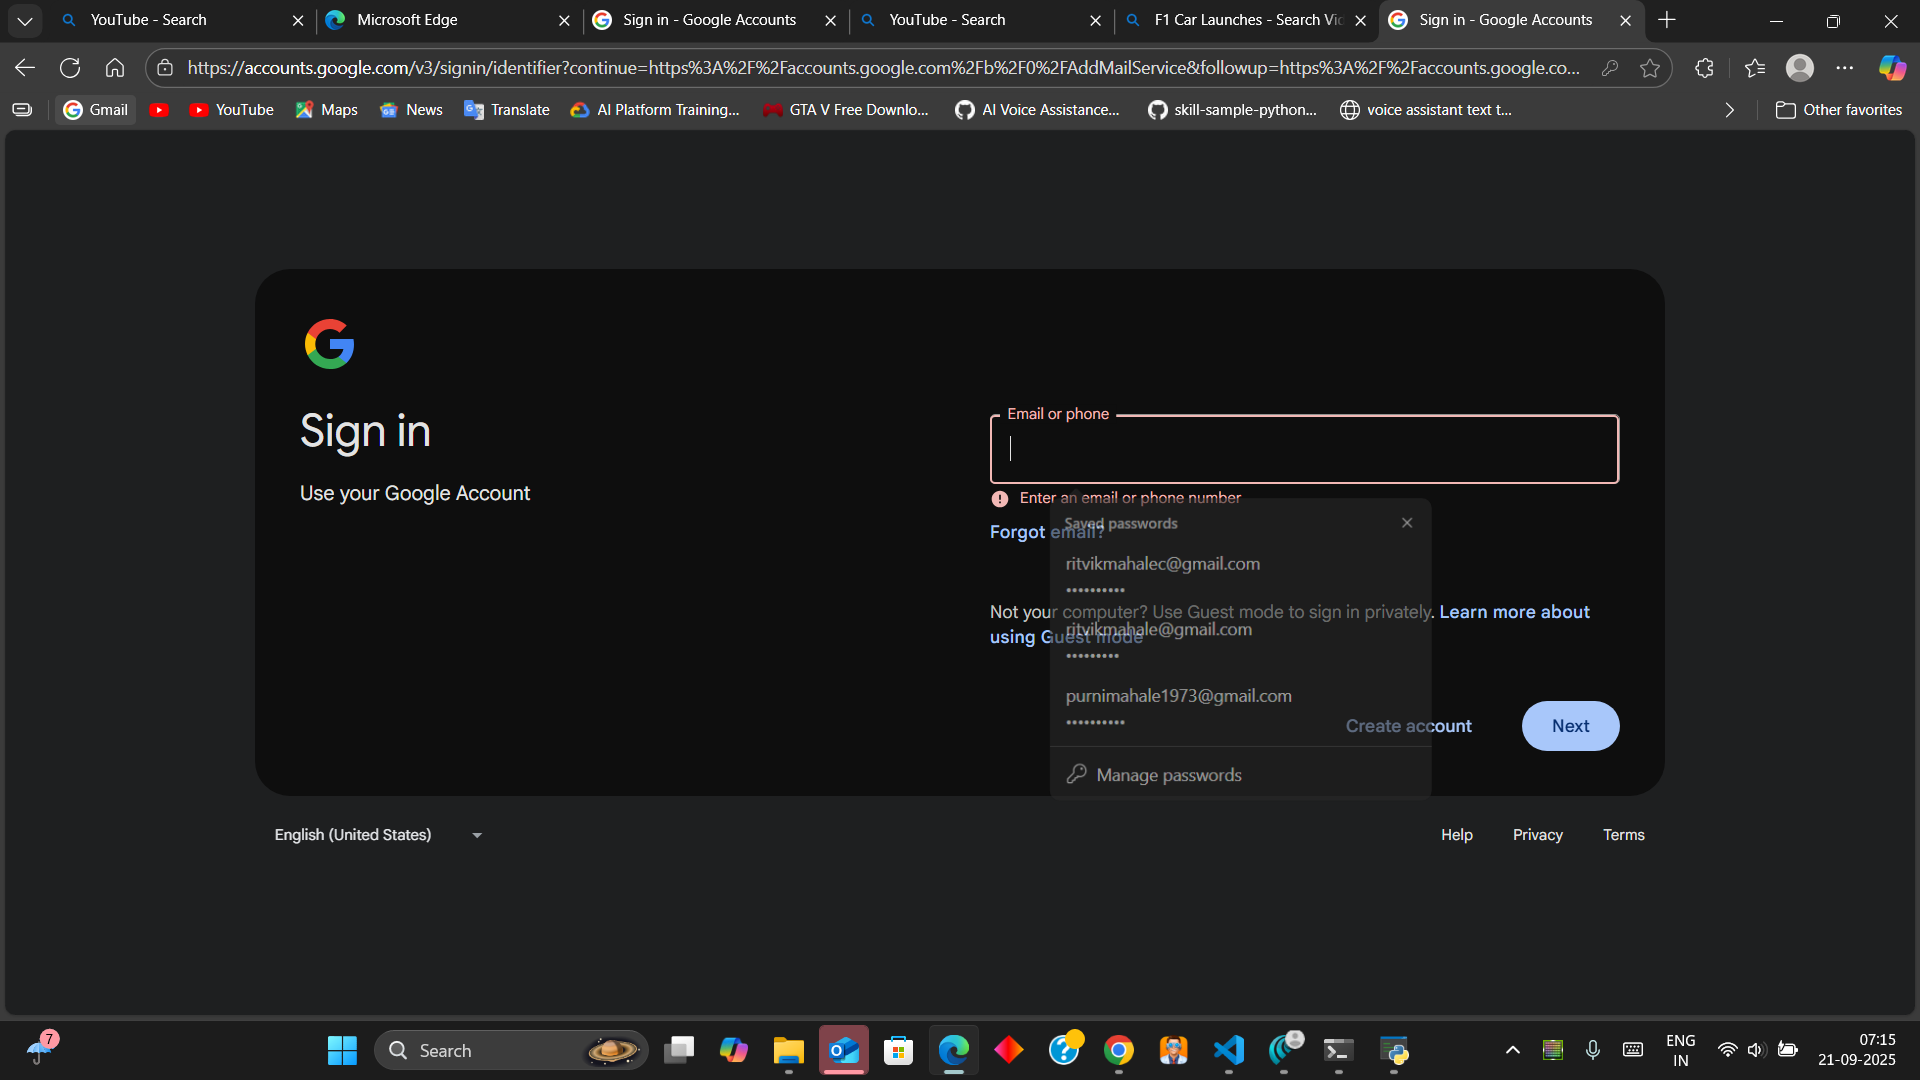 YouTube - Search
Microsoft Edge
Sign in - Google Accounts
YouTube - Search
F1 Car Launches - Search Vi
Sign in - Google Accounts
https://accounts.google.com/v3/signin/identifier?continue=https%3A%2F%2Faccounts.google.com%2Fb%2F0%2FAddMailService&followup=https%3A%2F%2Faccounts.google.co...
Gmail
YouTube
Maps
News
Translate
AI Platform Training...
GTA V Free Downlo...
AI Voice Assistance...
skill-sample-python...
voice assistant text t...
Other favorites
Sign in
Use your Google Account
Email or phone
Enter an email or phone number
Forgot email?
Saved passwords
ritvikmahalec@gmail.com
••••••••••
Not your computer? Use Guest mode to sign in privately. Learn more about
using Guest mode
ritvikmahale@gmail.com
•••••••••
purnimahale1973@gmail.com
••••••••••
Create account
Next
Manage passwords
English (United States)
Help
Privacy
Terms
7
Search
ENG
IN
07:15
21-09-2025